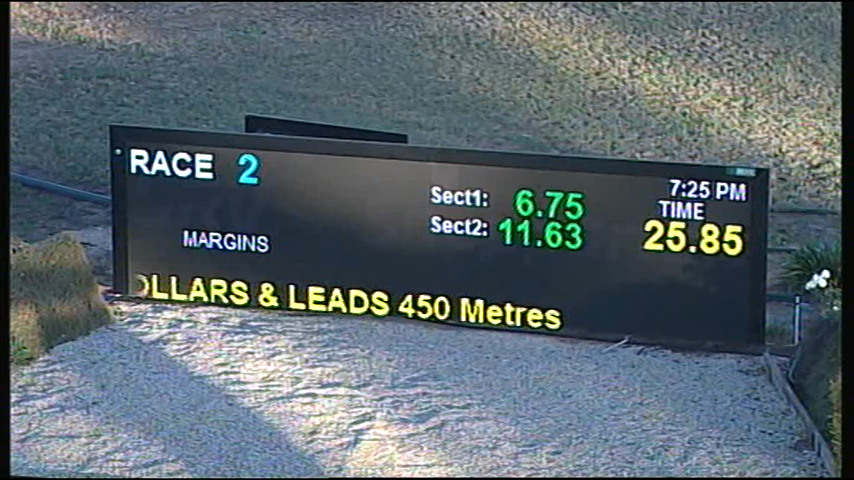 RACE 2
7:25 PM
Sect1: 6.75
TIME
Sect2: 11.63
25.85
MARGINS
OLLARS & LEADS 450 Metres